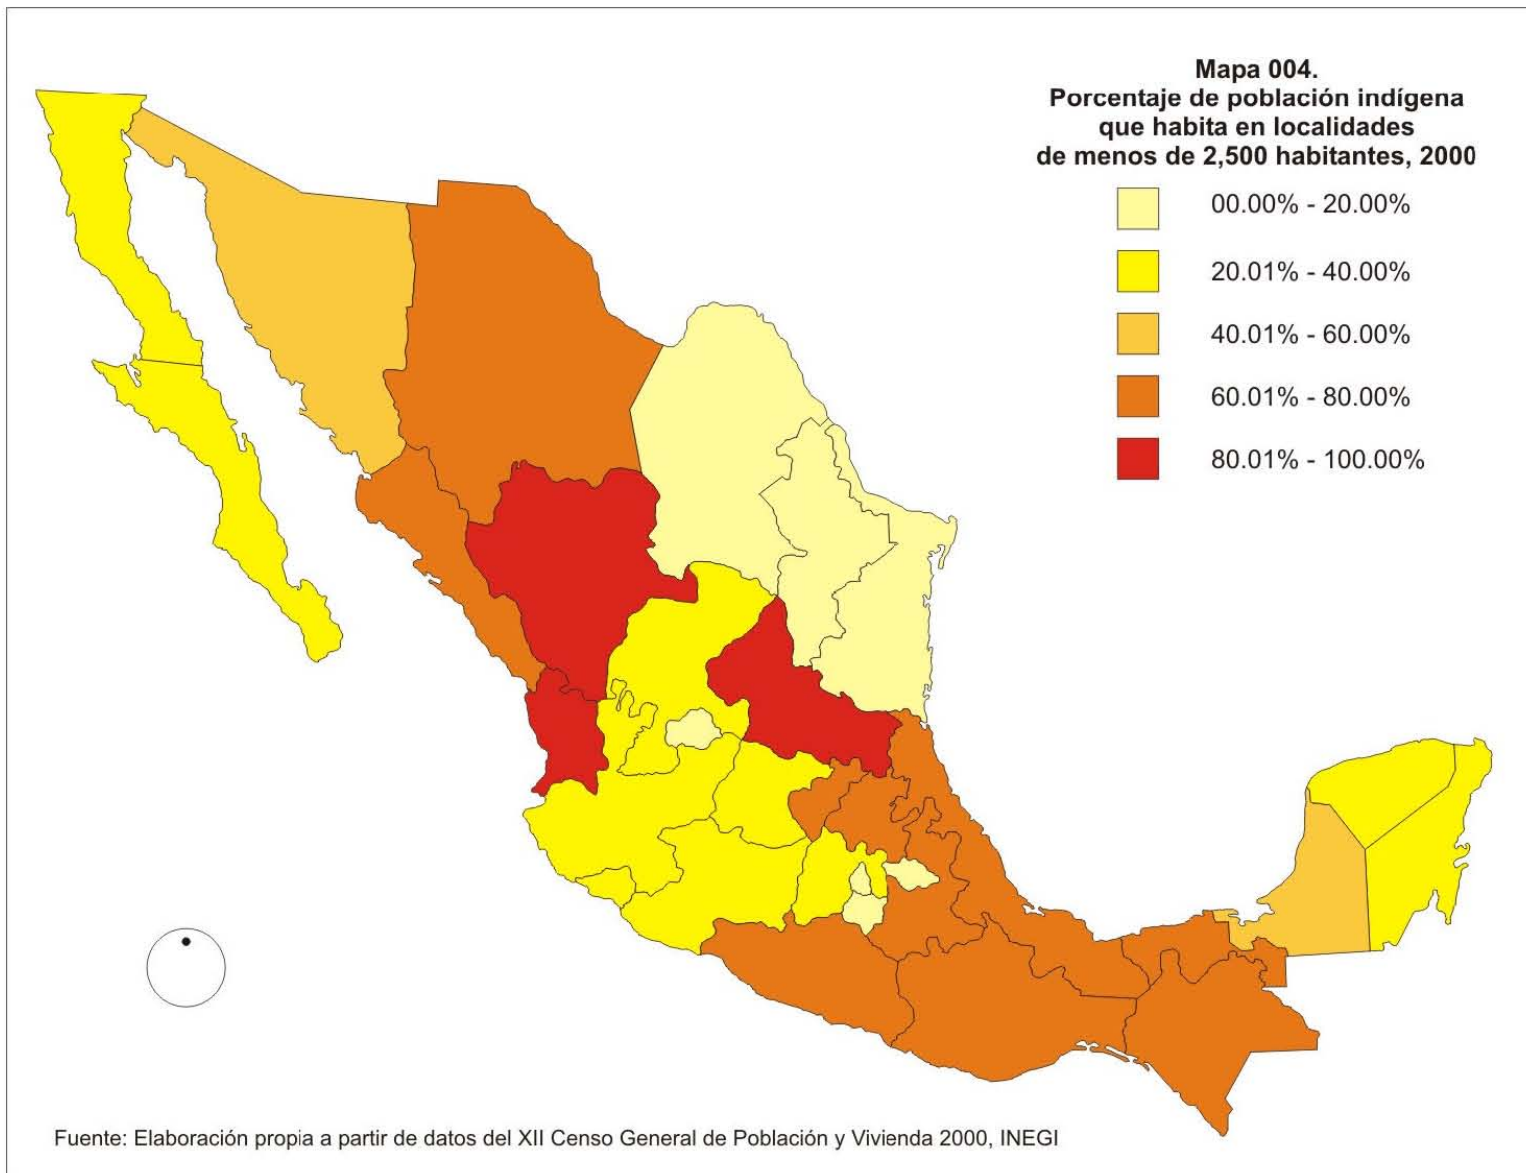 Mapa 004.
Porcentaje de población indígena
que habita en localidades
de menos de 2,500 habitantes, 2000
00.00% - 20.00%
20.01% - 40.00%
40.01% - 60.00%
60.01% - 80.00%
80.01% - 100.00%
Fuente: Elaboración propia a partir de datos del XII Censo General de Población y Vivienda 2000, INEGI